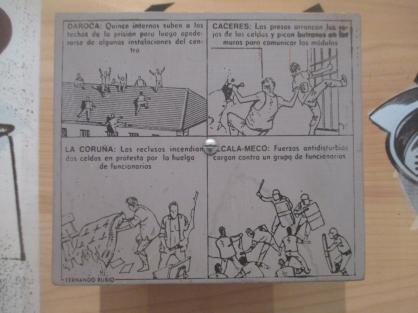 DAROCA: Quince internos suben a los
techos de la prisión para luego apode-
rarse de algunas instalaciones del cen-
tro
CACERES: Los presos arrancan las re-
jas de las celdas y pican butrones en los
muros para comunicar los módulos
LA CORUÑA: Los reclusos incendian
dos celdas en protesta por la huelga
de funcionarios
ALCALA-MECO: Fuerzas antidisturbios
cargan contra un grupo de funcionarios
FERNANDO RUBIO